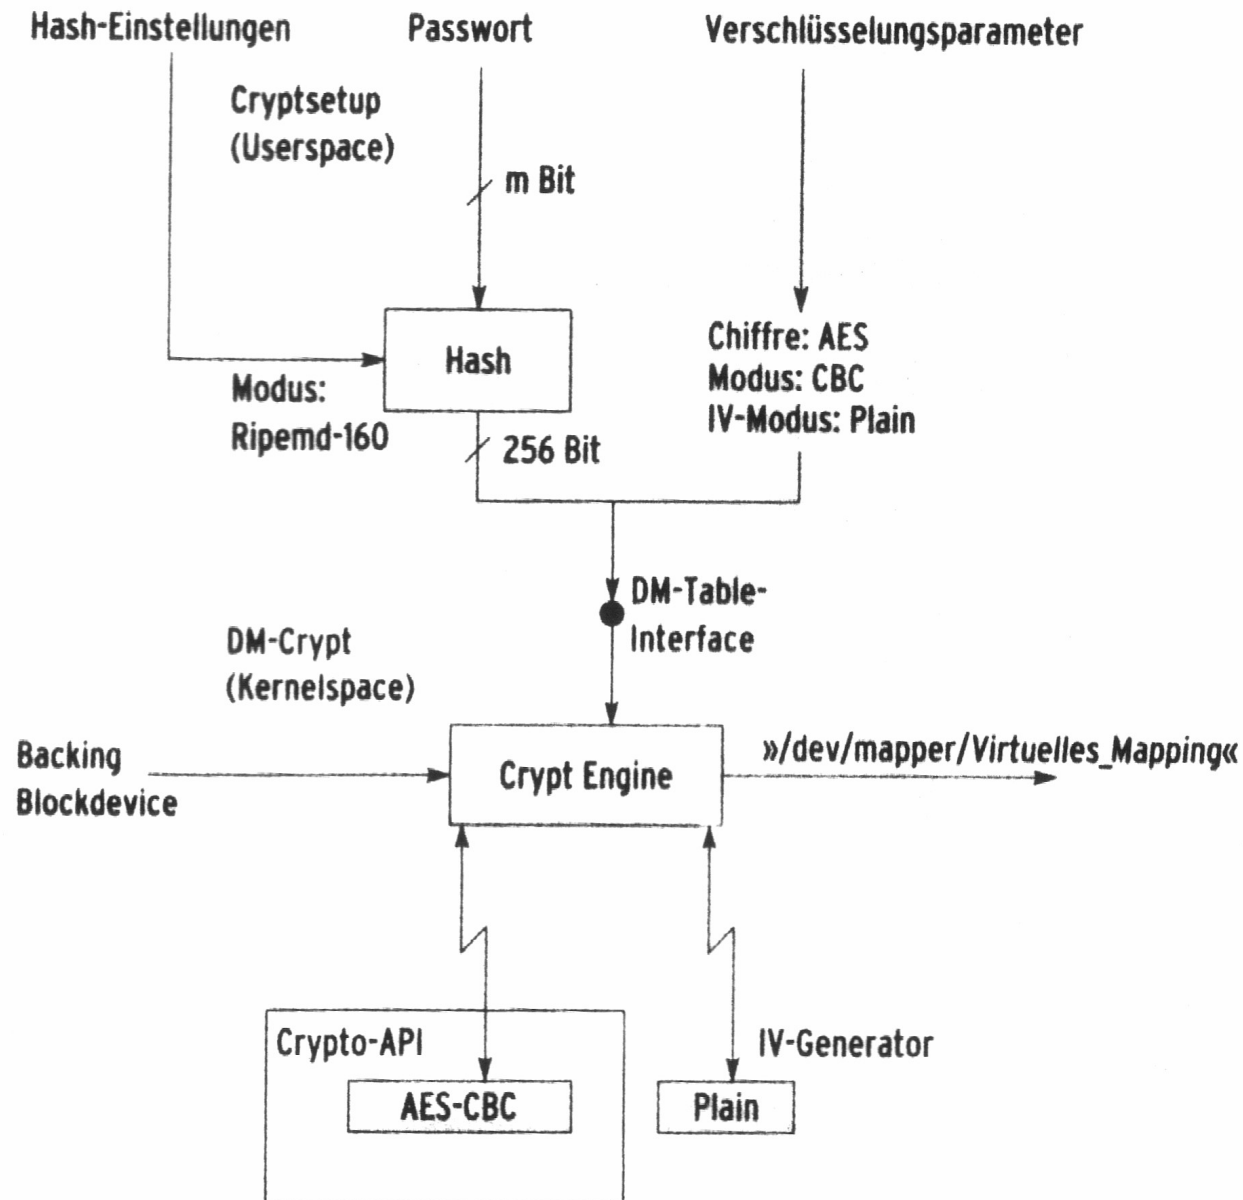 Hash-Einstellungen
Passwort
Verschlüsselungsparameter
Cryptsetup
(Userspace)
m Bit
Hash
Modus:
Ripemd-160
256 Bit
Chiffre: AES
Modus: CBC
IV-Modus: Plain
DM-Table-
Interface
DM-Crypt
(Kernelspace)
Backing
Blockdevice
Crypt Engine
»/dev/mapper/Virtuelles_Mapping«
Crypto-API
AES-CBC
IV-Generator
Plain